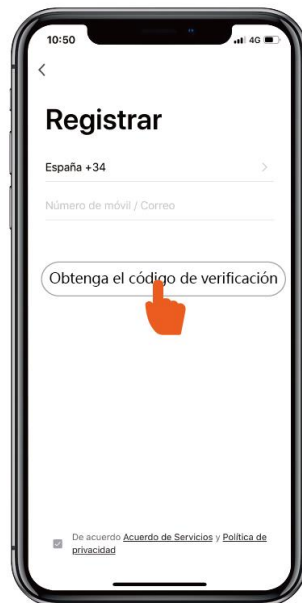 10:50
4G
Registrar
España +34
Número de móvil / Correo
Obtenga el código de verificación
De acuerdo Acuerdo de Servicios y Política de
privacidad